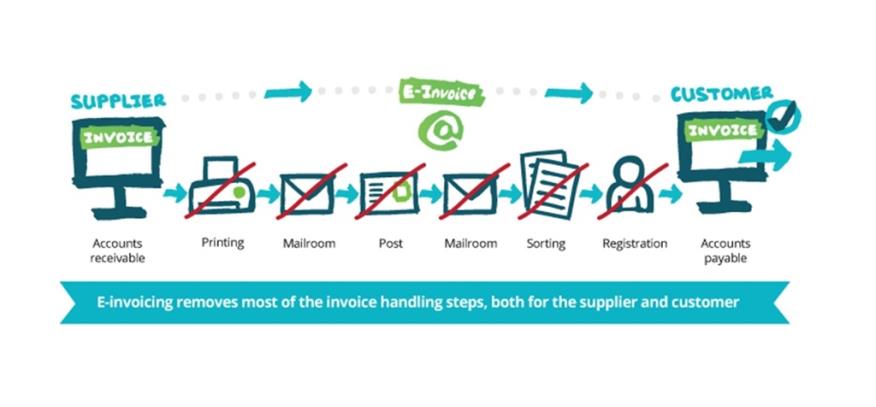 SUPPLIER
E-Invoice
CUSTOMER
INVOICE
@
INVOICE
Accounts
receivable
Printing
Mailroom
Post
Mailroom
Sorting
Registration
Accounts
payable
E-invoicing removes most of the invoice handling steps, both for the supplier and customer